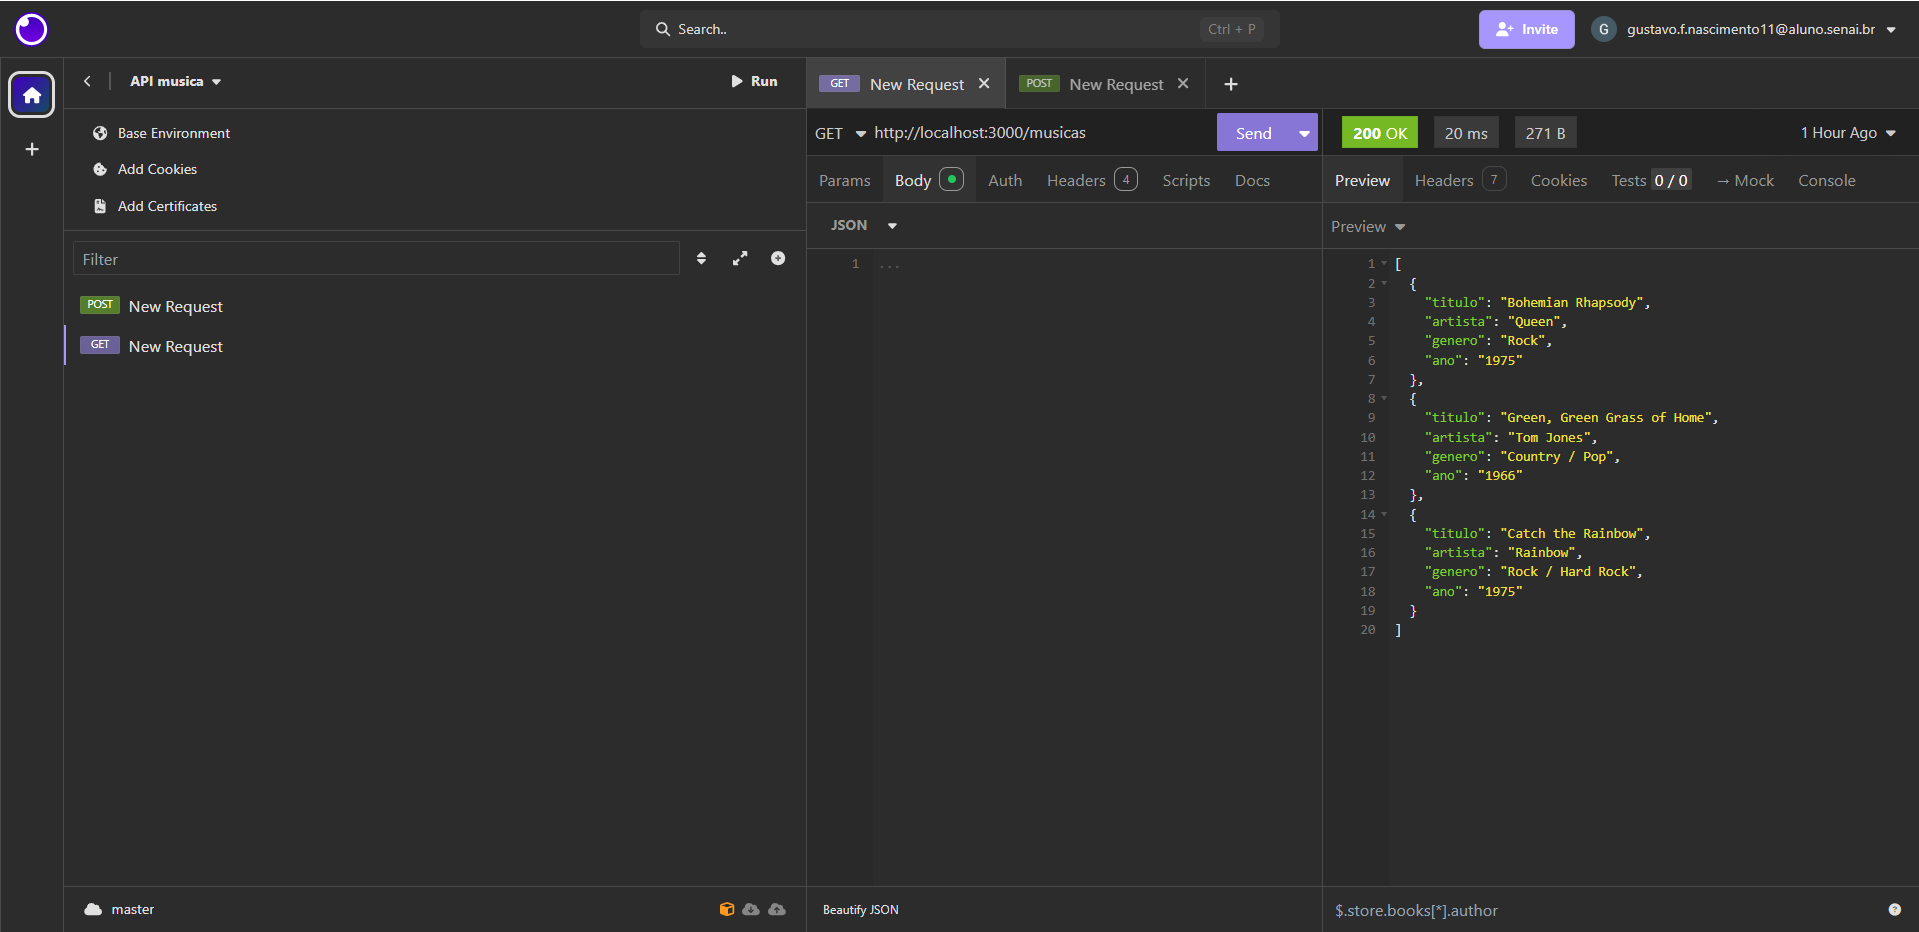 Search..
Ctrl + P
Invite
G
gustavo.f.nascimento11@aluno.senai.br
API musica
Run
Base Environment
Add Cookies
Add Certificates
Filter
POST New Request
GET New Request
master
GET New Request
POST New Request
GET http://localhost:3000/musicas
Send
Params Body Auth Headers 4 Scripts Docs
JSON
1 ...
Beautify JSON
200 OK 20 ms 271 B 1 Hour Ago
Preview Headers 7 Cookies Tests 0 / 0 → Mock Console
Preview
1 [
2 {
3 "titulo": "Bohemian Rhapsody",
4 "artista": "Queen",
5 "genero": "Rock",
6 "ano": "1975"
7 },
8 {
9 "titulo": "Green, Green Grass of Home",
10 "artista": "Tom Jones",
11 "genero": "Country / Pop",
12 "ano": "1966"
13 },
14 {
15 "titulo": "Catch the Rainbow",
16 "artista": "Rainbow",
17 "genero": "Rock / Hard Rock",
18 "ano": "1975"
19 }
20 ]
$.store.books[*].author